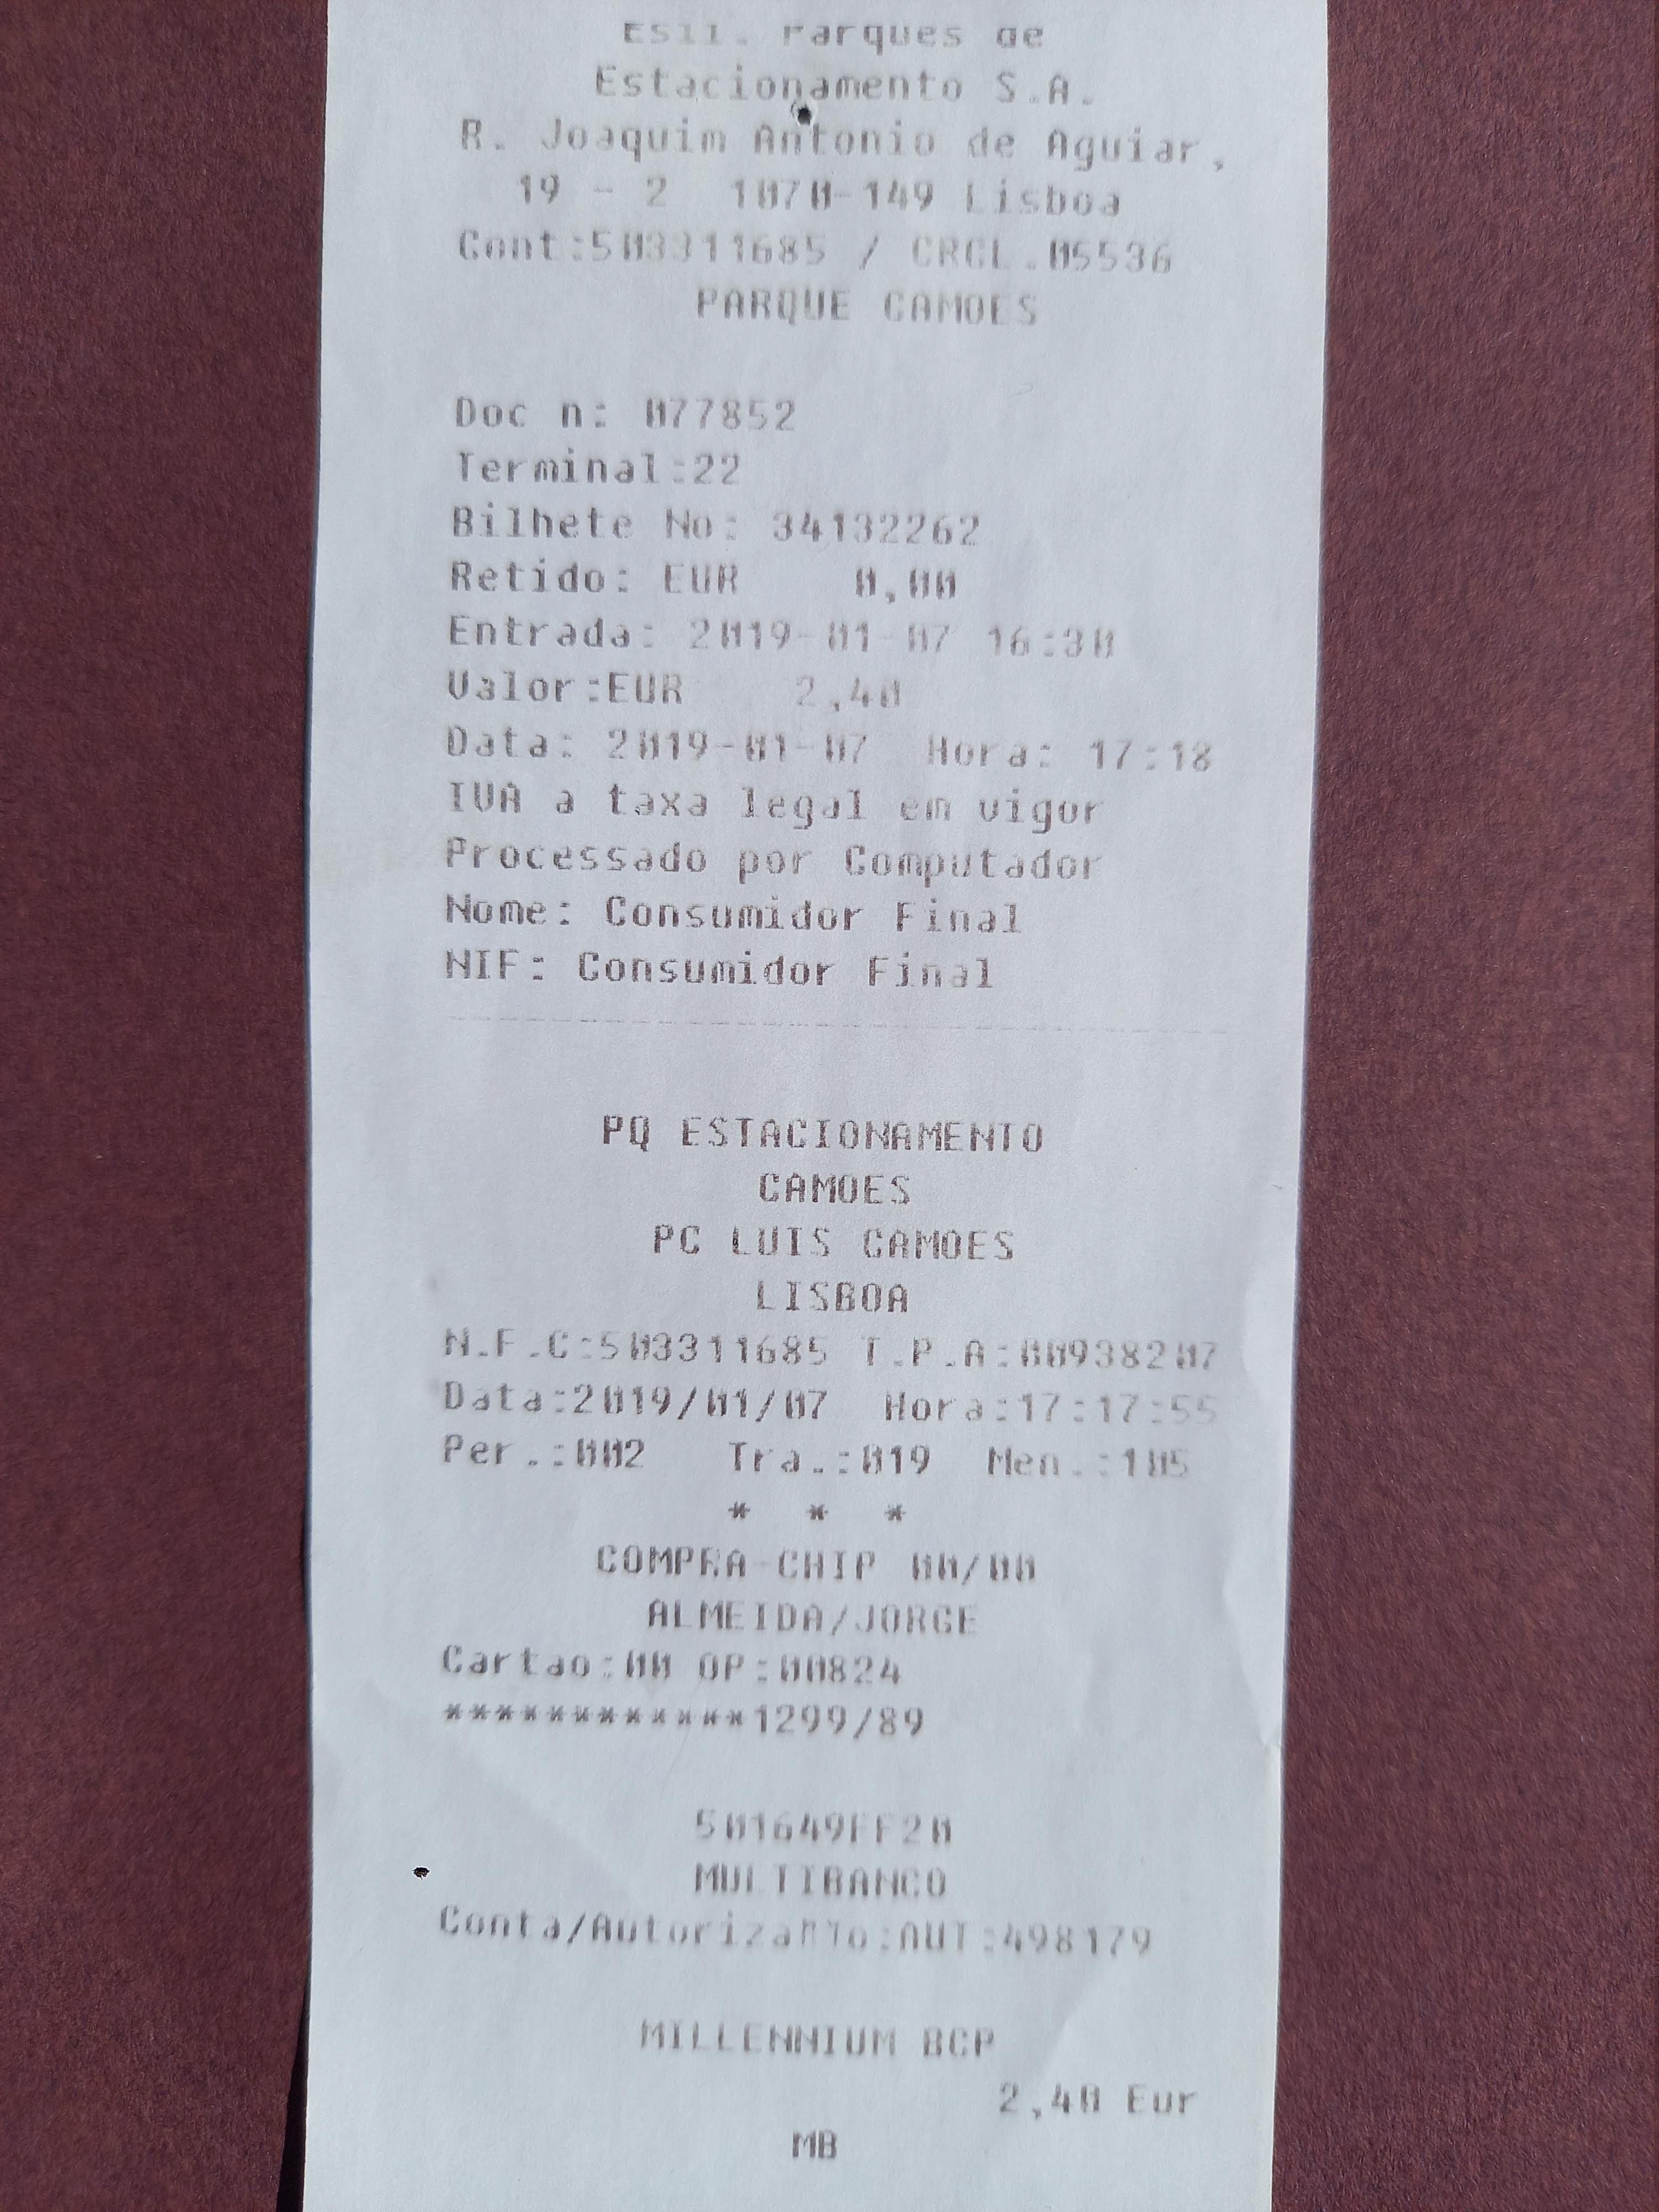 Esli. Parques de
Estacionamento S.A.
R. Joaquim Antonio de Aguiar,
19 - 2 1070-149 Lisboa
Cont:503311685 / CRCL.05536
PARQUE CAMOES
Doc n: 077852
Terminal:22
Bilhete No: 34132262
Retido: EUR 0,00
Entrada: 2019-01-07 16:30
Valor:EUR 2,40
Data: 2019-01-07 Hora: 17:18
IVA a taxa legal em vigor
Processado por Computador
Nome: Consumidor Final
NIF: Consumidor Final
PQ ESTACIONAMENTO
CAMOES
PC LUIS CAMOES
LISBOA
N.F.C:503311685 T.P.A:00938207
Data:2019/01/07 Hora:17:17:55
Per.:002 Tra.:019 Men.:105
* * *
COMPRA-CHIP 00/00
ALMEIDA/JORGE
Cartao:00 OP:00824
************1299/89
501649FF20
MULTIBANCO
AUT:498179
MILLENNIUM BCP
2,40 Eur
MB